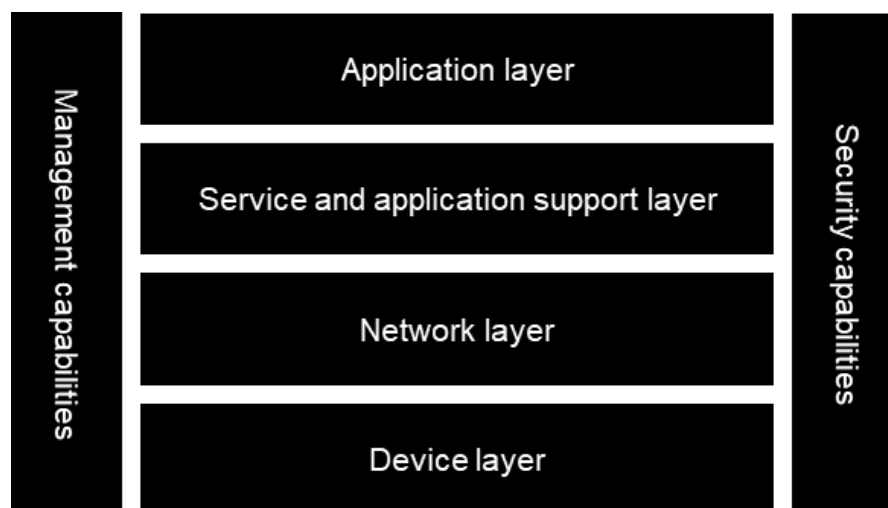 Management capabilities
Application layer
Service and application support layer
Network layer
Device layer
Security capabilities